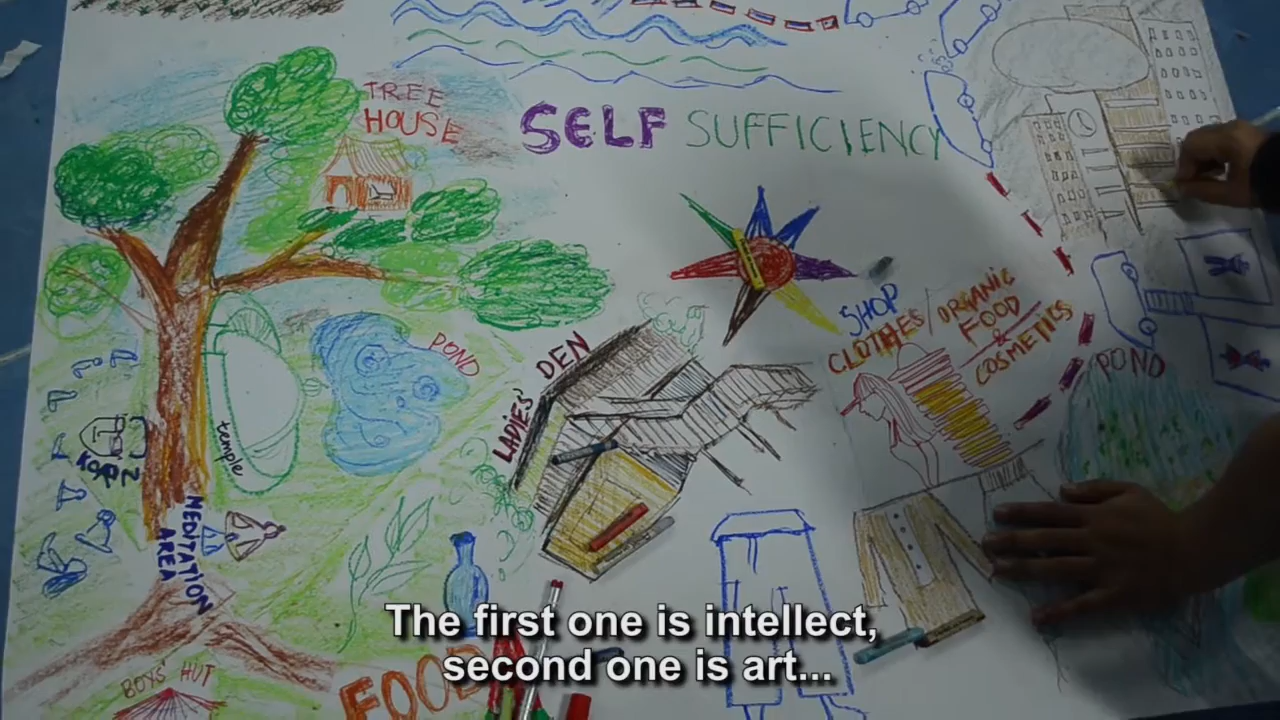 TREE
HOUSE
SELF SUFFICIENCY
SHOP
CLOTHES / ORGANIC
FOOD
&
COSMETICS
POND
LADIES' DEN
POND
temple
MEDITATION
AREA
BOYS HUT
FOOD
The first one is intellect,
second one is art...